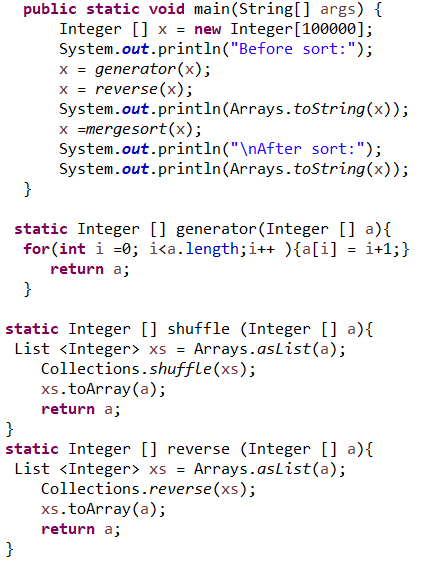 public static void main(String[] args) {
Integer [] x = new Integer[100000];
System.out.println("Before sort:");
x = generator(x);
x = reverse(x);
System.out.println(Arrays.toString(x));
x =mergesort(x);
System.out.println("\nAfter sort:");
System.out.println(Arrays.toString(x));
}
static Integer [] generator(Integer [] a){
for(int i =0; i<a.length;i++ ){a[i] = i+1;}
return a;
}
static Integer [] shuffle (Integer [] a){
List <Integer> xs = Arrays.asList(a);
Collections.shuffle(xs);
xs.toArray(a);
return a;
}
static Integer [] reverse (Integer [] a){
List <Integer> xs = Arrays.asList(a);
Collections.reverse(xs);
xs.toArray(a);
return a;
}